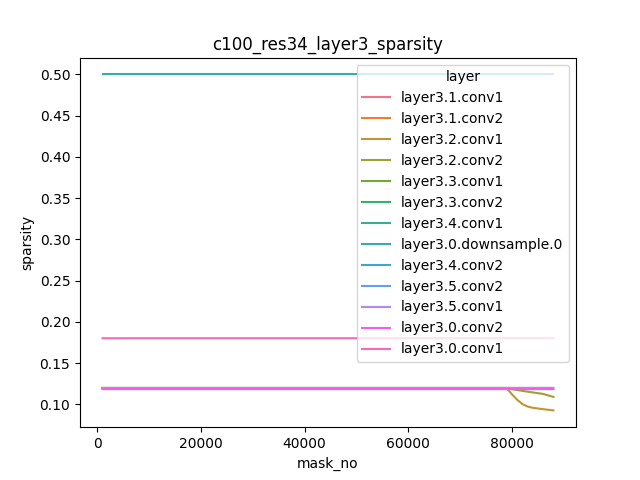 c100_res34_layer3_sparsity
sparsity
0.50
0.45
0.40
0.35
0.30
0.25
0.20
0.15
0.10
layer
layer3.1.conv1
layer3.1.conv2
layer3.2.conv1
layer3.2.conv2
layer3.3.conv1
layer3.3.conv2
layer3.4.conv1
layer3.0.downsample.0
layer3.4.conv2
layer3.5.conv2
layer3.5.conv1
layer3.0.conv2
layer3.0.conv1
0 20000 40000 60000 80000
mask_no